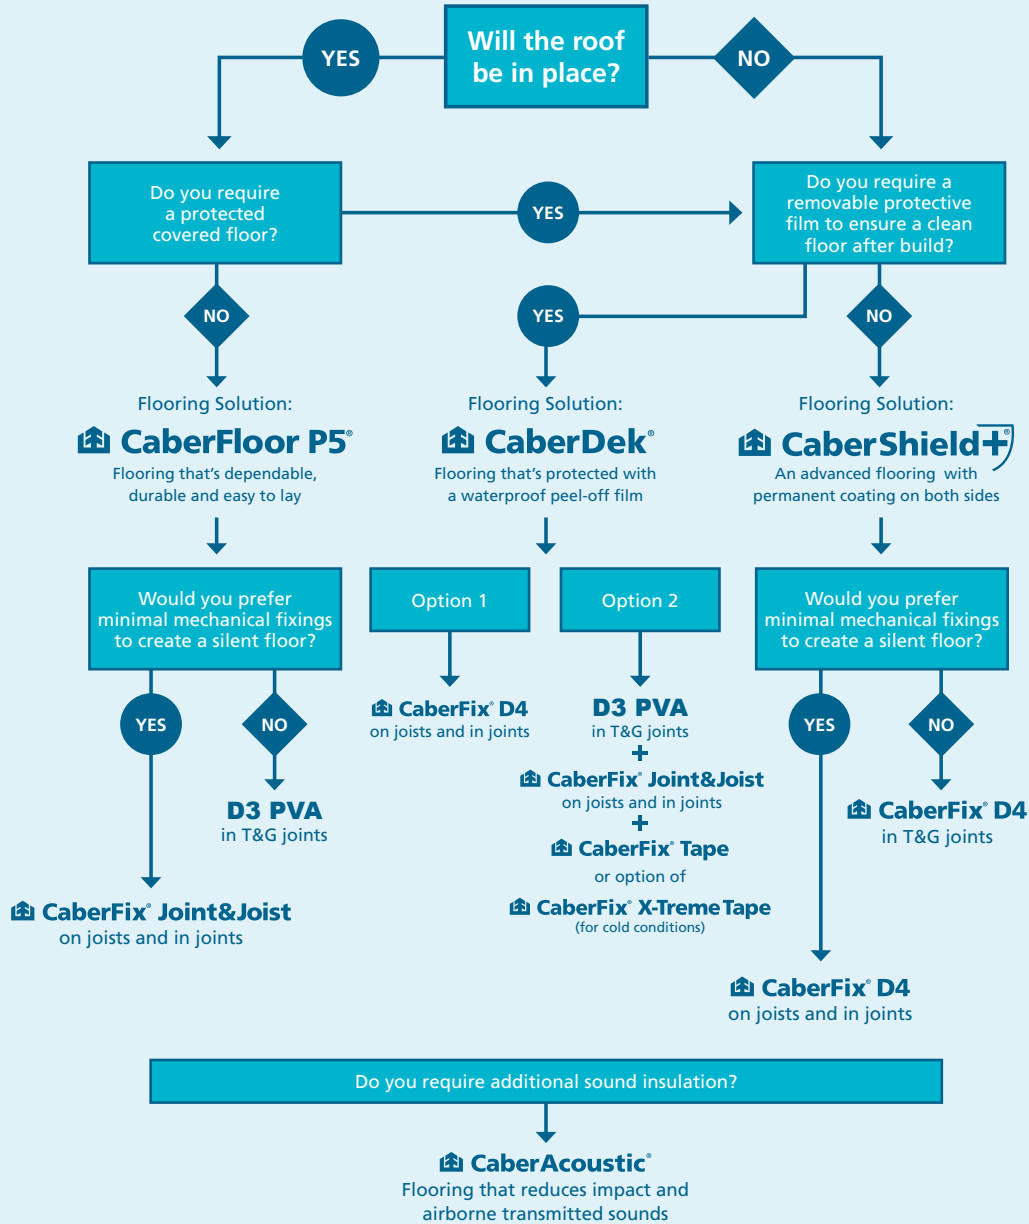 Will the roof
be in place?
YES
NO
Do you require
a protected
covered floor?
YES
Do you require a
removable protective
film to ensure a clean
floor after build?
NO
YES
NO
Flooring Solution:
CaberFloor P5®
Flooring that's dependable,
durable and easy to lay
Flooring Solution:
CaberDek®
Flooring that's protected with
a waterproof peel-off film
Flooring Solution:
CaberShield+®
An advanced flooring with
permanent coating on both sides
Would you prefer
minimal mechanical fixings
to create a silent floor?
YES
NO
D3 PVA
in T&G joints
CaberFix® Joint&Joist
on joists and in joints
Option 1
CaberFix® D4
on joists and in joints
Option 2
D3 PVA
in T&G joints
+
CaberFix® Joint&Joist
on joists and in joints
+
CaberFix® Tape
or option of
CaberFix® X-Treme Tape
(for cold conditions)
Would you prefer
minimal mechanical fixings
to create a silent floor?
YES
NO
CaberFix® D4
in T&G joints
CaberFix® D4
on joists and in joints
Do you require additional sound insulation?
CaberAcoustic®
Flooring that reduces impact and
airborne transmitted sounds